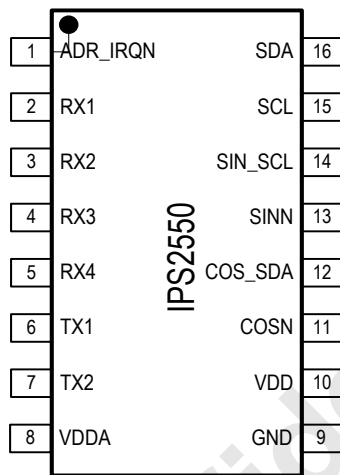 1 ADR_IRQN SDA 16
2 RX1 SCL 15
3 RX2 SIN_SCL 14
4 RX3 SINN 13
5 RX4 COS_SDA 12
6 TX1 COSN 11
7 TX2 VDD 10
8 VDDA GND 9
IPS2550